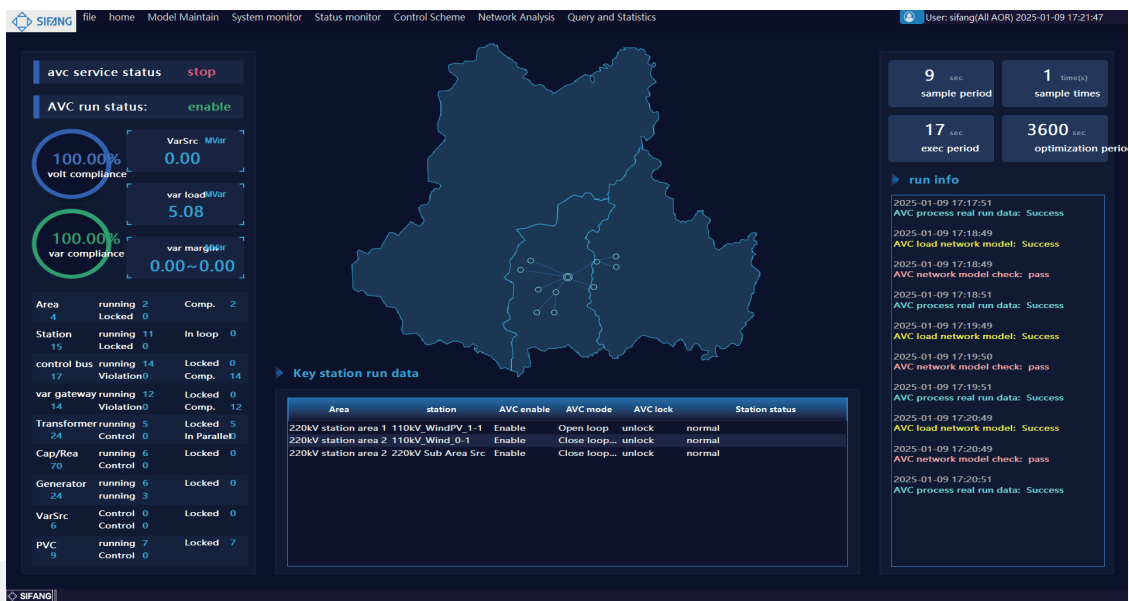 SIFANG file home Model Maintain System monitor Status monitor Control Scheme Network Analysis Query and Statistics User: sifang(All AOR) 2025-01-09 17:21:47
avc service status stop
AVC run status: enable
100.00%
volt compliance
VarSrc MVar
0.00
var load MVar
5.08
100.00%
var compliance
var margin MVar
0.00~0.00
Area running 2 Comp. 2
4 Locked 0
Station running 11 In loop 0
15 Locked 0
control bus running 14 Locked 0
17 Violation 0 Comp. 14
var gateway running 12 Locked 0
14 Violation 0 Comp. 12
Transformer running 5 Locked 5
24 Control 0 In Parallel 0
Cap/Rea running 6 Locked 0
70 Control 0
Generator running 6 Locked 0
24 running 3
VarSrc Control 0 Locked 0
6 Control 0
PVC running 7 Locked 7
9 Control 0
Key station run data
Area station AVC enable AVC mode AVC lock Station status
220kV station area 1 110kV_WindPV_1-1 Enable Open loop unlock normal
220kV station area 2 110kV_Wind_0-1 Enable Close loop... unlock normal
220kV station area 2 220kV Sub Area Src Enable Close loop... unlock normal
9 sec
sample period
1 time(s)
sample times
17 sec
exec period
3600 sec
optimization perio
run info
2025-01-09 17:17:51
AVC process real run data: Success
2025-01-09 17:18:49
AVC load network model: Success
2025-01-09 17:18:49
AVC network model check: pass
2025-01-09 17:18:51
AVC process real run data: Success
2025-01-09 17:19:49
AVC load network model: Success
2025-01-09 17:19:50
AVC network model check: pass
2025-01-09 17:19:51
AVC process real run data: Success
2025-01-09 17:20:49
AVC load network model: Success
2025-01-09 17:20:49
AVC network model check: pass
2025-01-09 17:20:51
AVC process real run data: Success
SIFANG